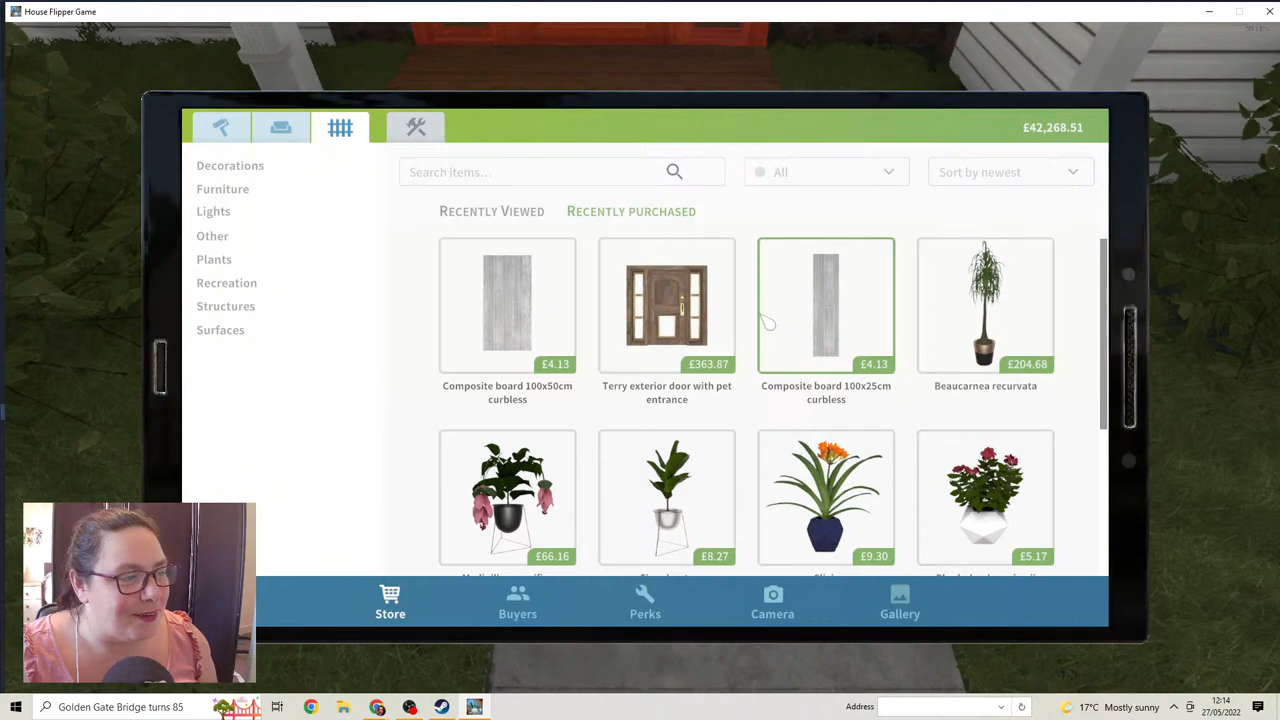 House Flipper Game
£42,268.51
Decorations
Furniture
Lights
Other
Plants
Recreation
Structures
Surfaces
Search items...
All
Sort by newest
Recently Viewed
Recently purchased
£4.13
Composite board 100x50cm
curbless
£363.87
Terry exterior door with pet
entrance
£4.13
Composite board 100x25cm
curbless
£204.68
Beaucarnea recurvata
£66.16
£8.27
£9.30
£5.17
Store
Buyers
Perks
Camera
Gallery
Golden Gate Bridge turns 85
Address
17°C Mostly sunny
12:14
27/05/2022